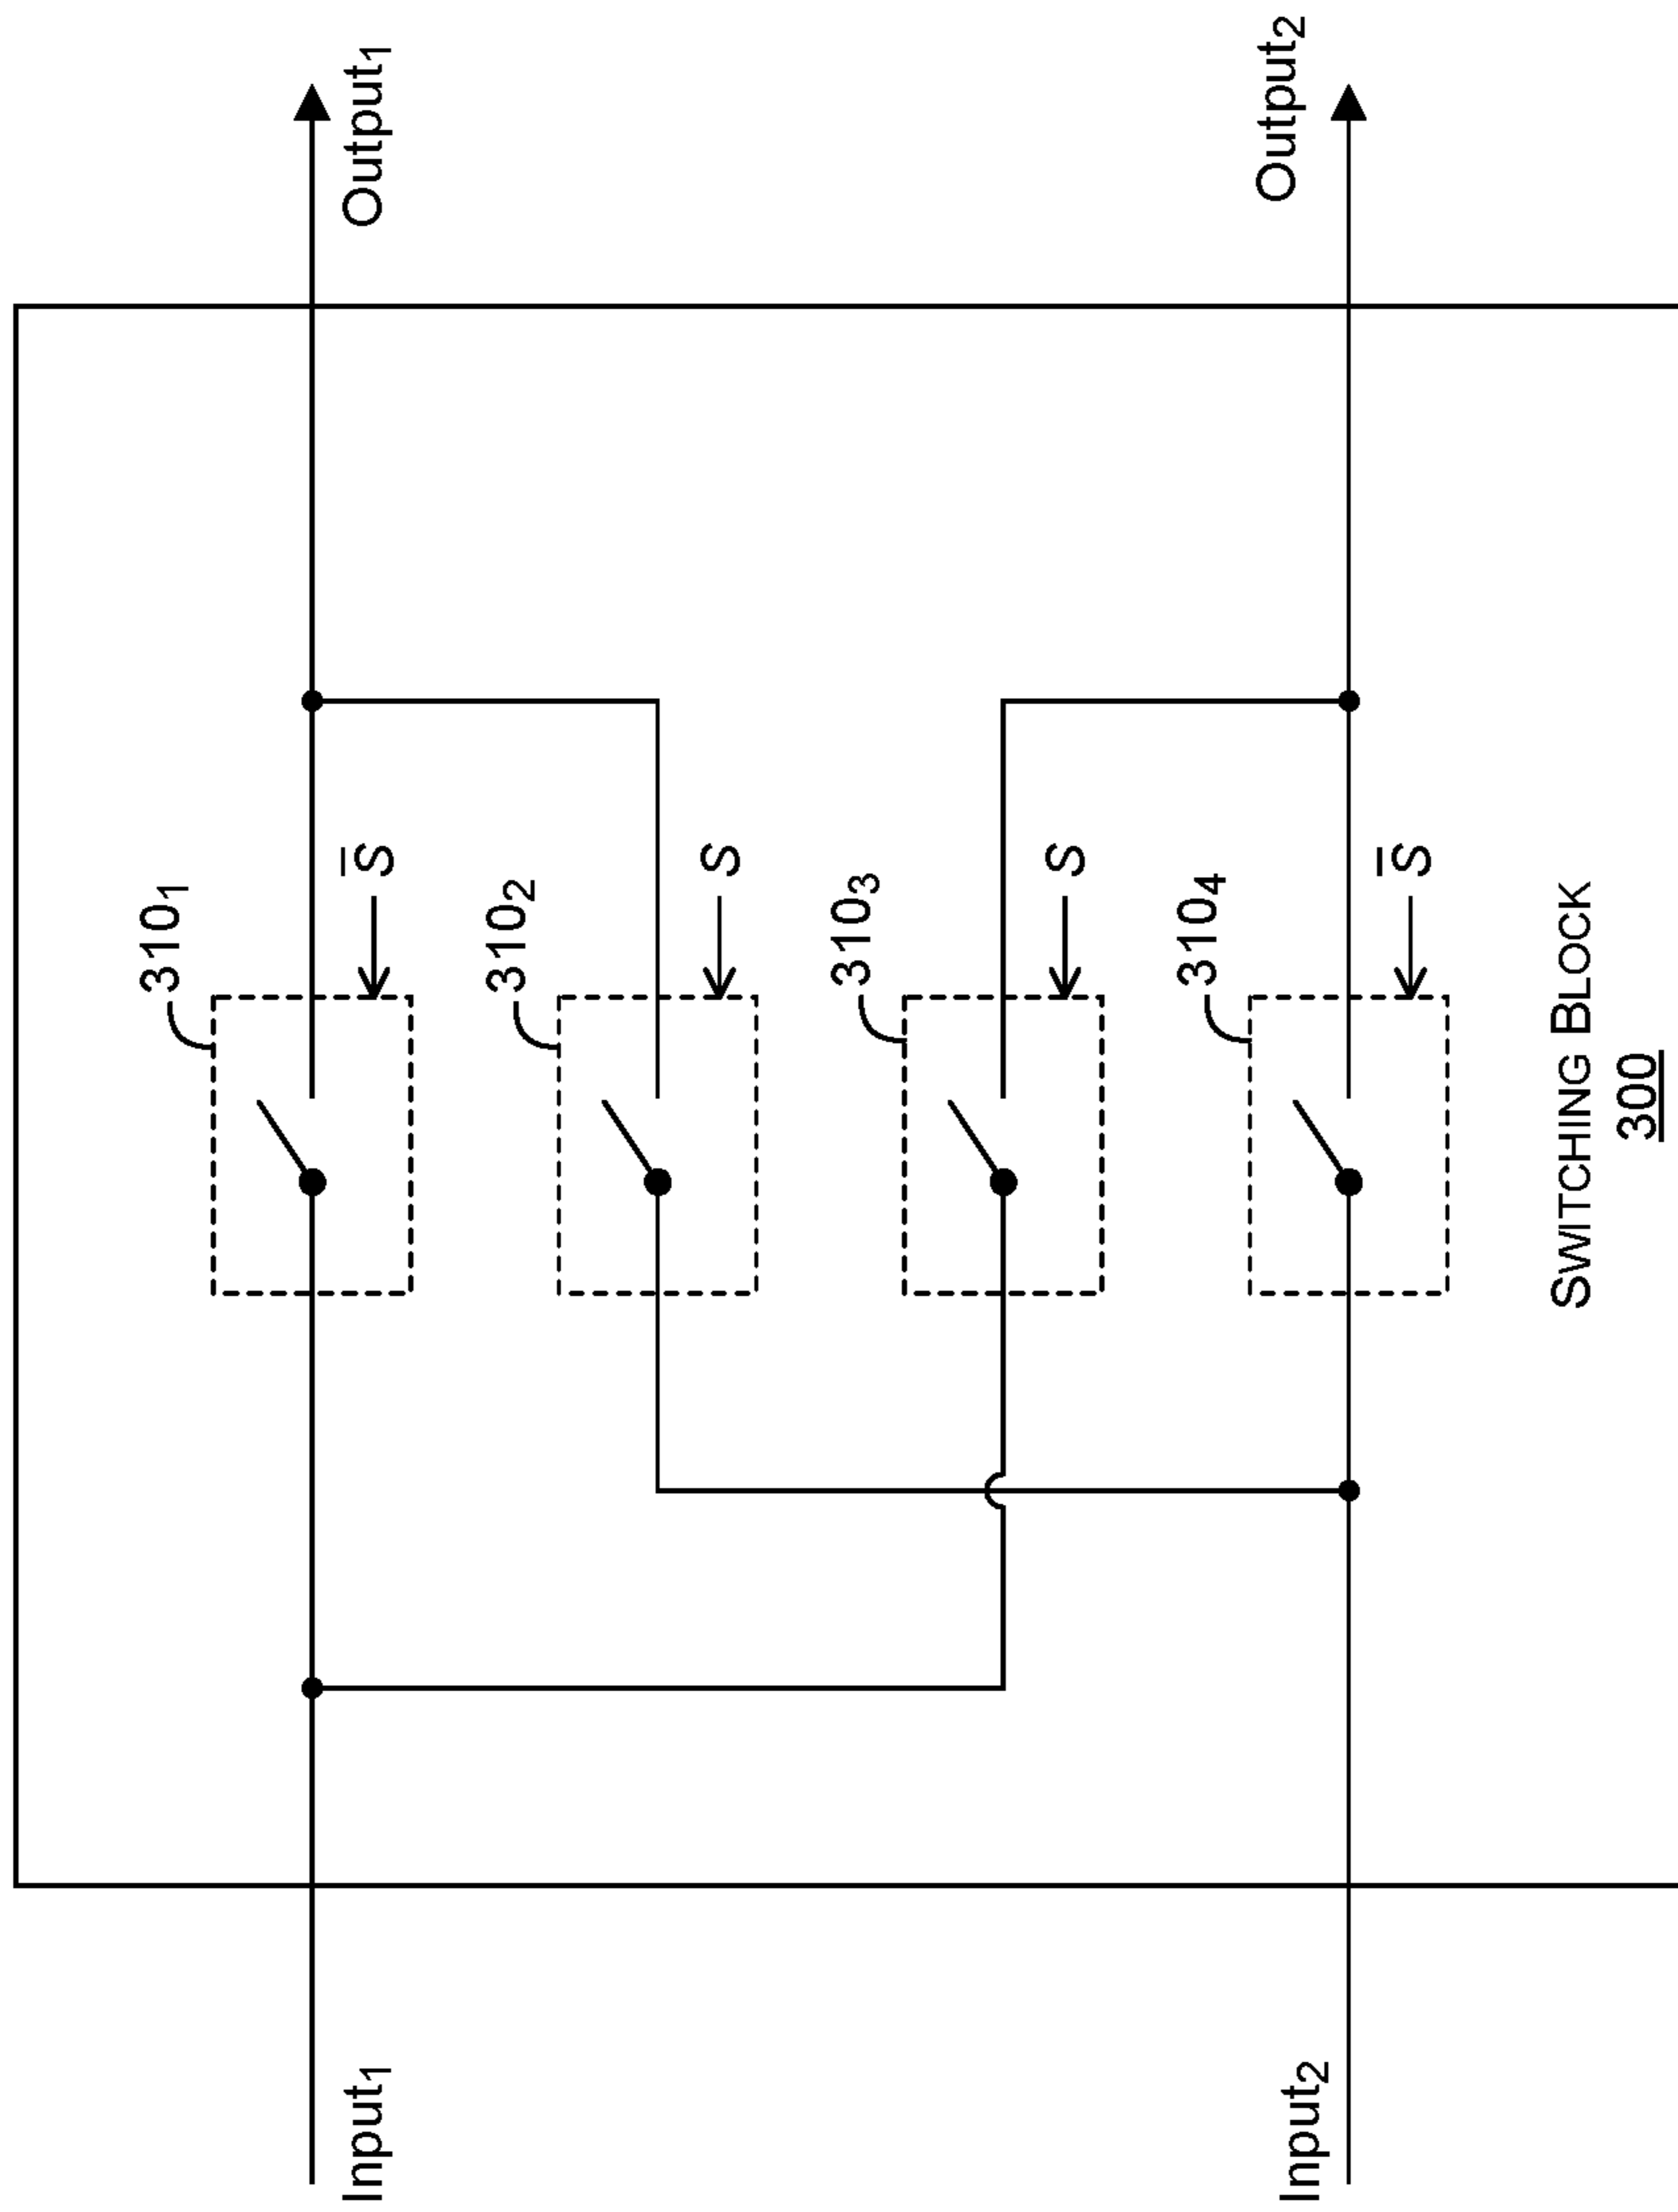 310₁
S̅
Output₁
310₂
S
310₃
S
310₄
S̅
Input₁
Input₂
Output₂
SWITCHING BLOCK
300